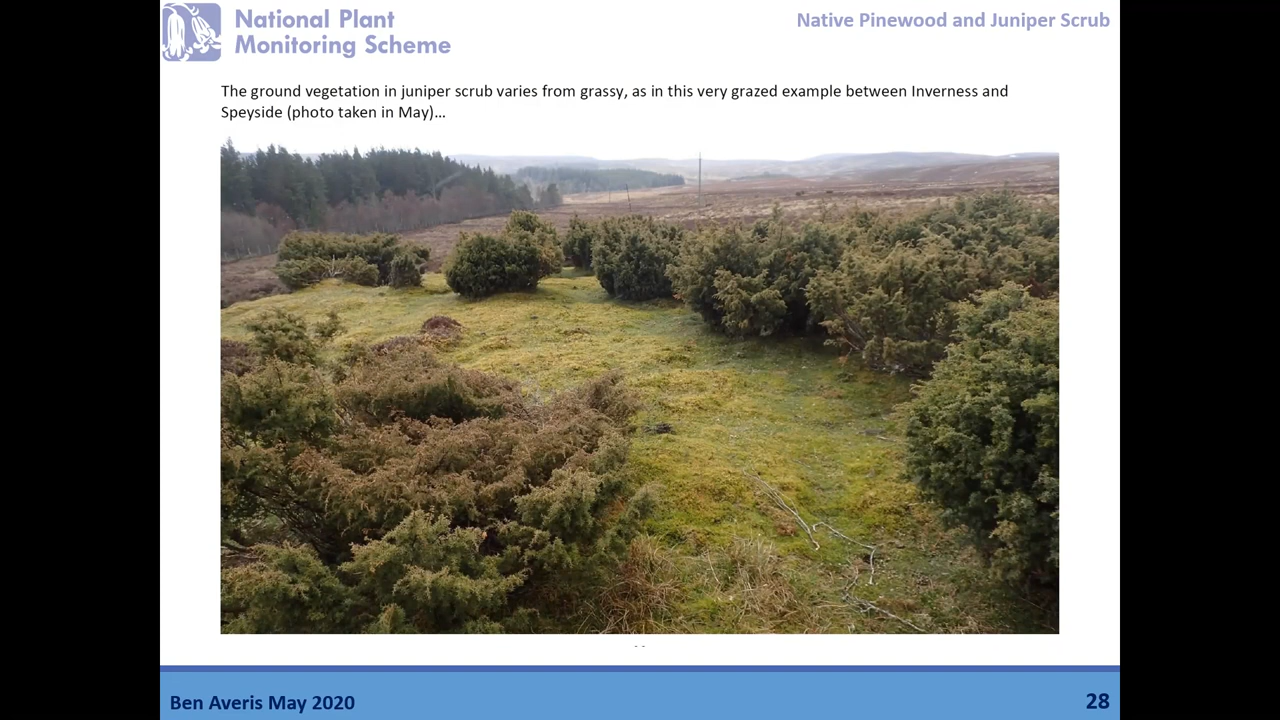 National Plant
Monitoring Scheme
Native Pinewood and Juniper Scrub
The ground vegetation in juniper scrub varies from grassy, as in this very grazed example between Inverness and
Speyside (photo taken in May)…
Ben Averis May 2020
28